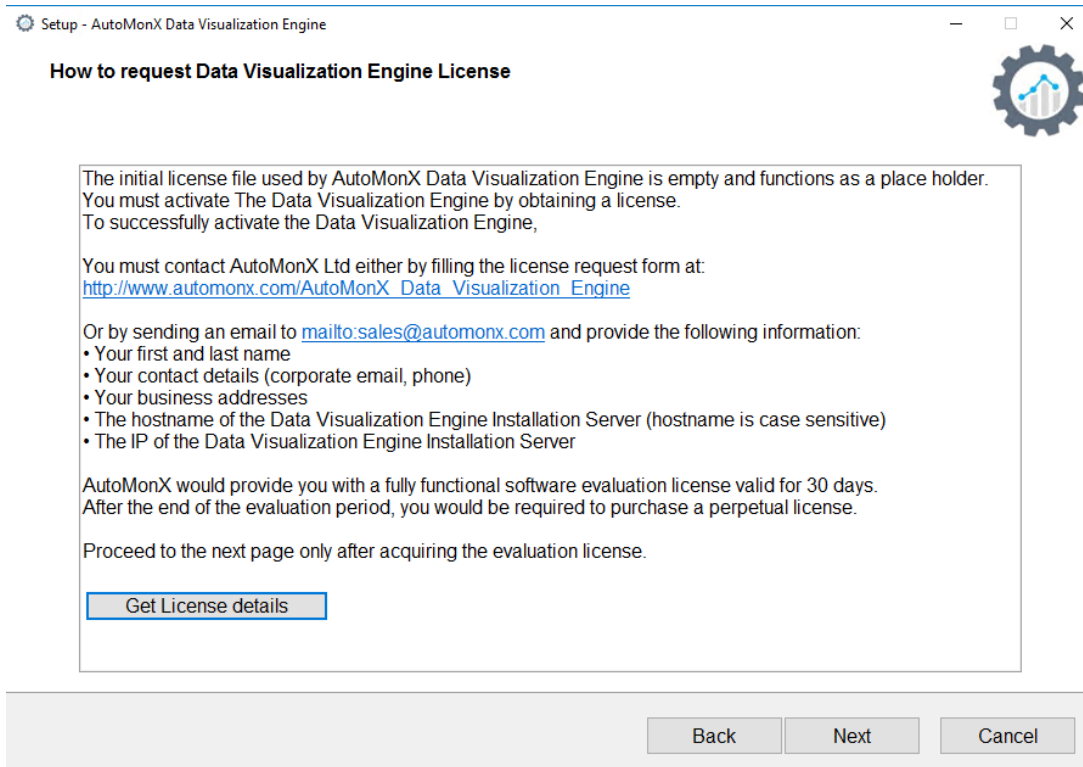 Setup - AutoMonX Data Visualization Engine
How to request Data Visualization Engine License
The initial license file used by AutoMonX Data Visualization Engine is empty and functions as a place holder.
You must activate The Data Visualization Engine by obtaining a license.
To successfully activate the Data Visualization Engine,
You must contact AutoMonX Ltd either by filling the license request form at:
http://www.automonx.com/AutoMonX_Data_Visualization_Engine
Or by sending an email to mailto:sales@automonx.com and provide the following information:
• Your first and last name
• Your contact details (corporate email, phone)
• Your business addresses
• The hostname of the Data Visualization Engine Installation Server (hostname is case sensitive)
• The IP of the Data Visualization Engine Installation Server
AutoMonX would provide you with a fully functional software evaluation license valid for 30 days.
After the end of the evaluation period, you would be required to purchase a perpetual license.
Proceed to the next page only after acquiring the evaluation license.
Get License details
Back Next Cancel